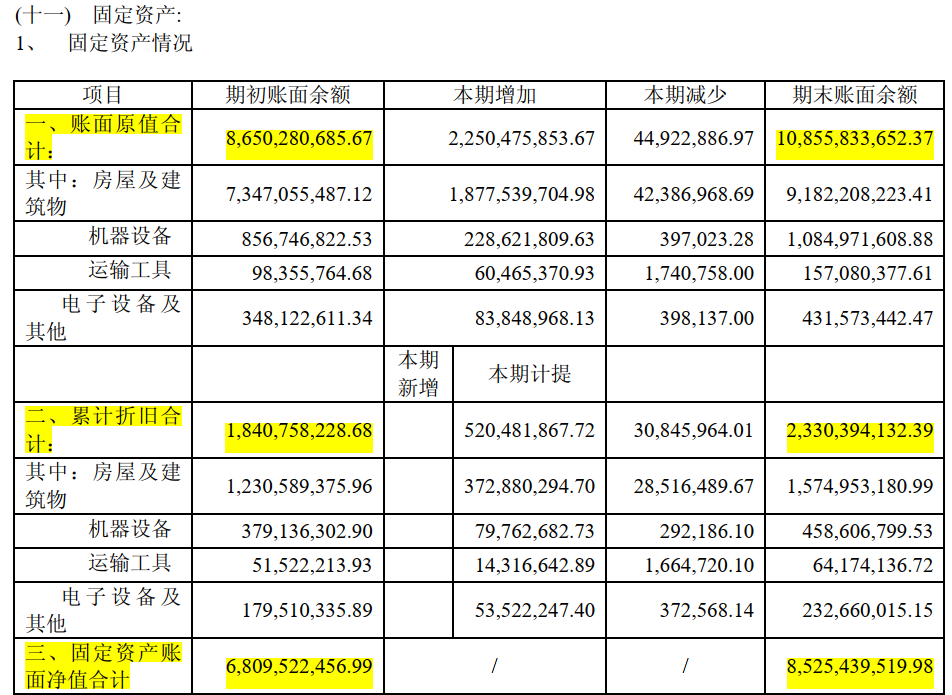 (十一) 固定资产:
1、 固定资产情况
项目 期初账面余额 本期增加 本期减少 期末账面余额
一、账面原值合
计： 8,650,280,685.67 2,250,475,853.67 44,922,886.97 10,855,833,652.37
其中：房屋及建
筑物 7,347,055,487.12 1,877,539,704.98 42,386,968.69 9,182,208,223.41
机器设备 856,746,822.53 228,621,809.63 397,023.28 1,084,971,608.88
运输工具 98,355,764.68 60,465,370.93 1,740,758.00 157,080,377.61
电子设备及
其他 348,122,611.34 83,848,968.13 398,137.00 431,573,442.47
本期
新增 本期计提
二、累计折旧合
计： 1,840,758,228.68 520,481,867.72 30,845,964.01 2,330,394,132.39
其中：房屋及建
筑物 1,230,589,375.96 372,880,294.70 28,516,489.67 1,574,953,180.99
机器设备 379,136,302.90 79,762,682.73 292,186.10 458,606,799.53
运输工具 51,522,213.93 14,316,642.89 1,664,720.10 64,174,136.72
电子设备及
其他 179,510,335.89 53,522,247.40 372,568.14 232,660,015.15
三、固定资产账
面净值合计 6,809,522,456.99 / / 8,525,439,519.98